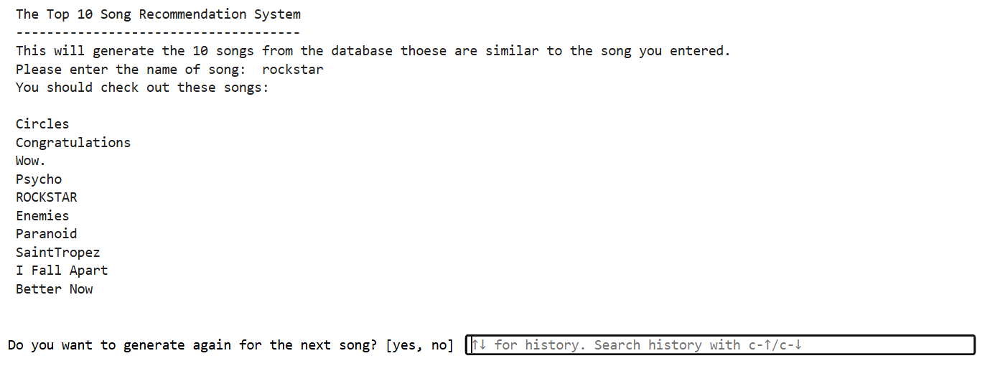 The Top 10 Song Recommendation System
-------------------------------------
This will generate the 10 songs from the database thoese are similar to the song you entered.
Please enter the name of song:  rockstar
You should check out these songs:
Circles
Congratulations
Wow.
Psycho
ROCKSTAR
Enemies
Paranoid
SaintTropez
I Fall Apart
Better Now
Do you want to generate again for the next song? [yes, no] ↑↓ for history. Search history with c-↑/c-↓